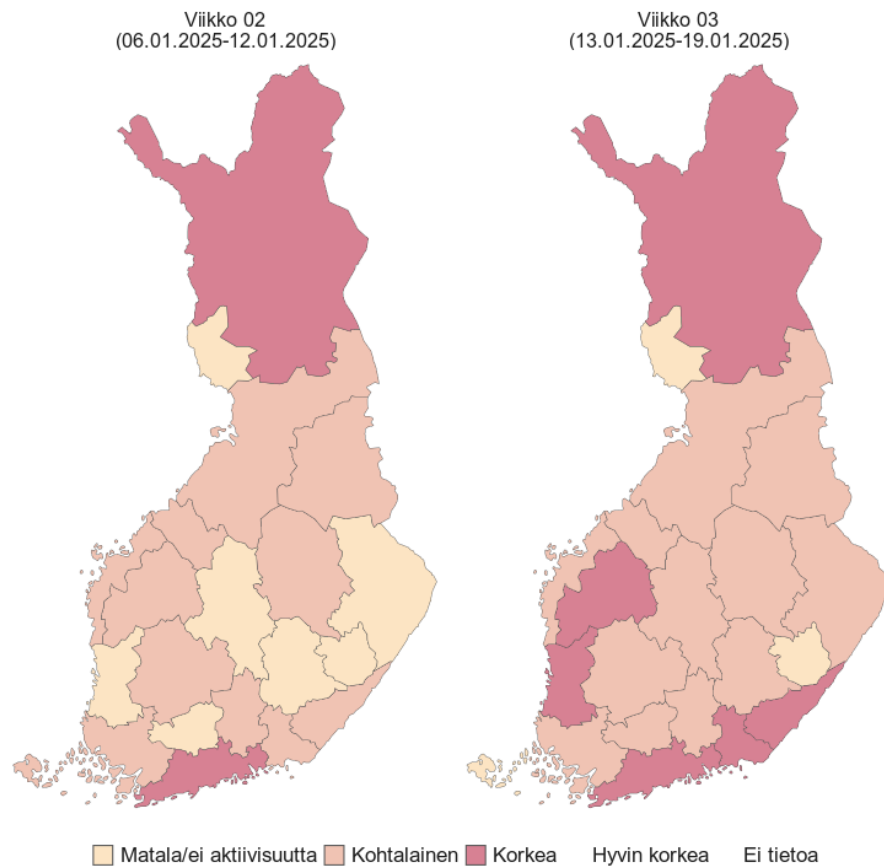 Viikko 02
(06.01.2025-12.01.2025)
Viikko 03
(13.01.2025-19.01.2025)
Matala/ei aktiivisuutta Kohtalainen Korkea Hyvin korkea Ei tietoa